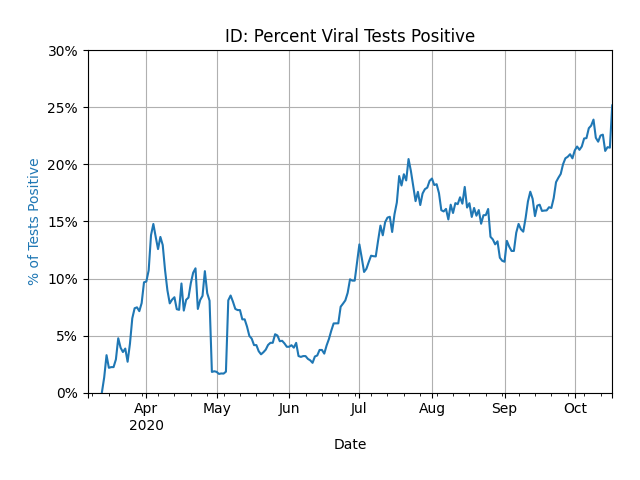 ID: Percent Viral Tests Positive
30%
25%
20%
15%
10%
5%
0%
% of Tests Positive
Apr May Jun Jul Aug Sep Oct
2020
Date